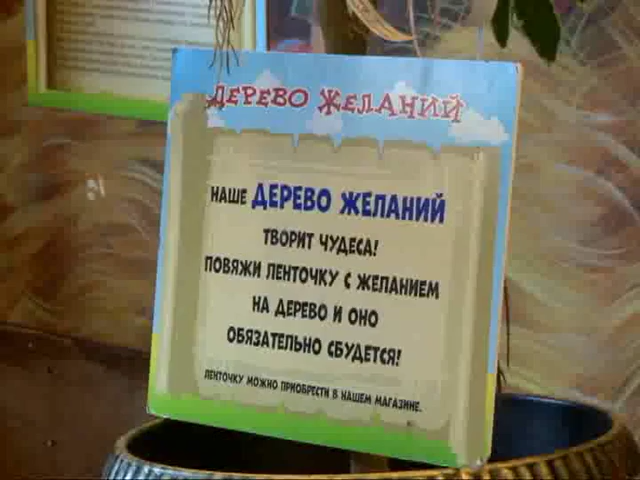 ДЕРЕВО ЖЕЛАНИЙ
НАШЕ ДЕРЕВО ЖЕЛАНИЙ
ТВОРИТ ЧУДЕСА!
ПОВЯЖИ ЛЕНТОЧКУ С ЖЕЛАНИЕМ
НА ДЕРЕВО И ОНО
ОБЯЗАТЕЛЬНО СБУДЕТСЯ!
ЛЕНТОЧКУ МОЖНО ПРИОБРЕСТИ В НАШЕМ МАГАЗИНЕ.